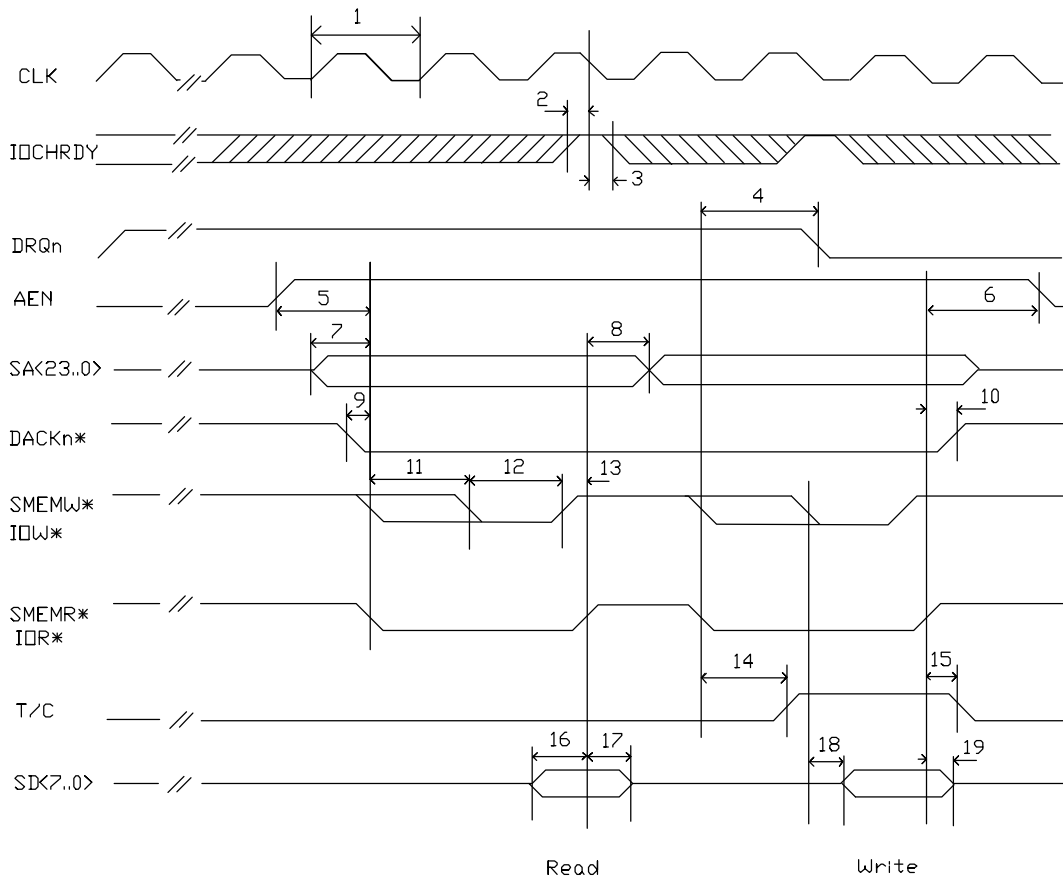 1
CLK
2
IOCHRDY
3
4
DRQn
AEN
5
6
7
8
SA<23..0>
9
10
DACKn*
11
12
13
SMEMW*
IOW*
SMEMR*
IOR*
14
15
T/C
16
17
18
19
SD<7..0>
Read
Write